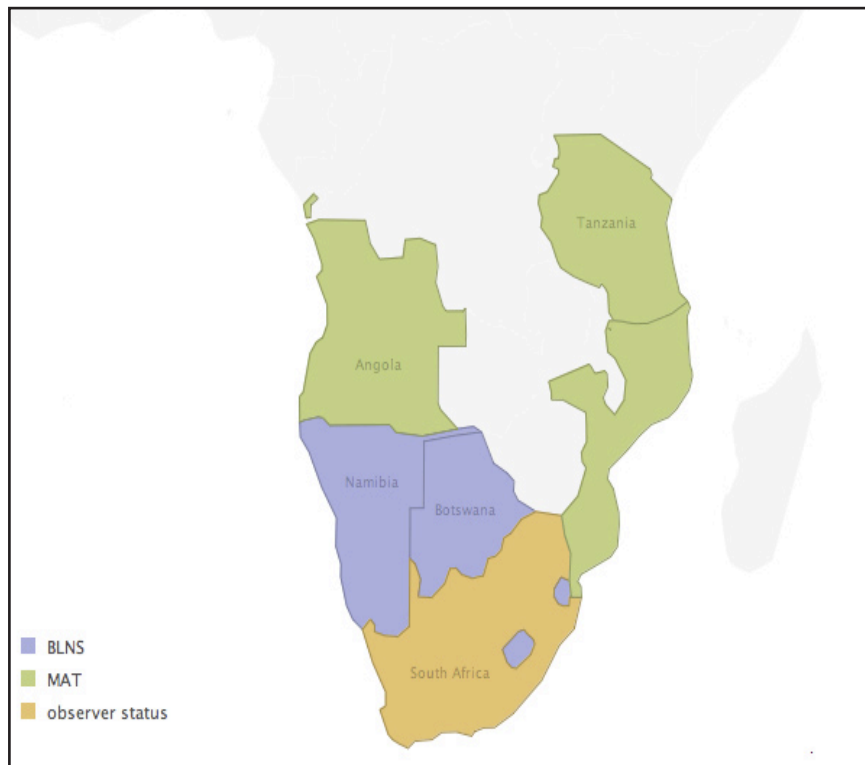 Tanzania
Angola
Namibia
Botswana
South Africa
BLNS
MAT
observer status